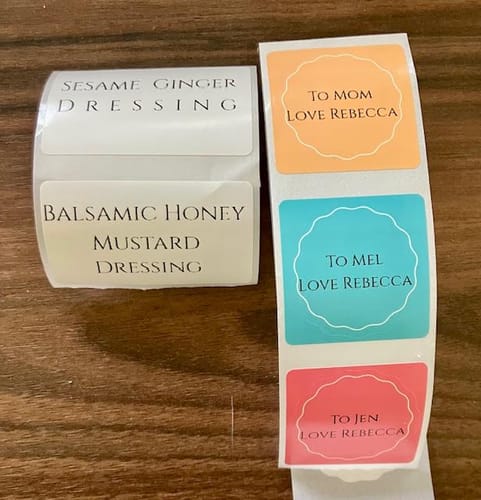 Sesame Ginger
Dressing
Balsamic Honey
Mustard
Dressing
To Mom
Love Rebecca
To Mel
Love Rebecca
To Jen
Love Rebecca